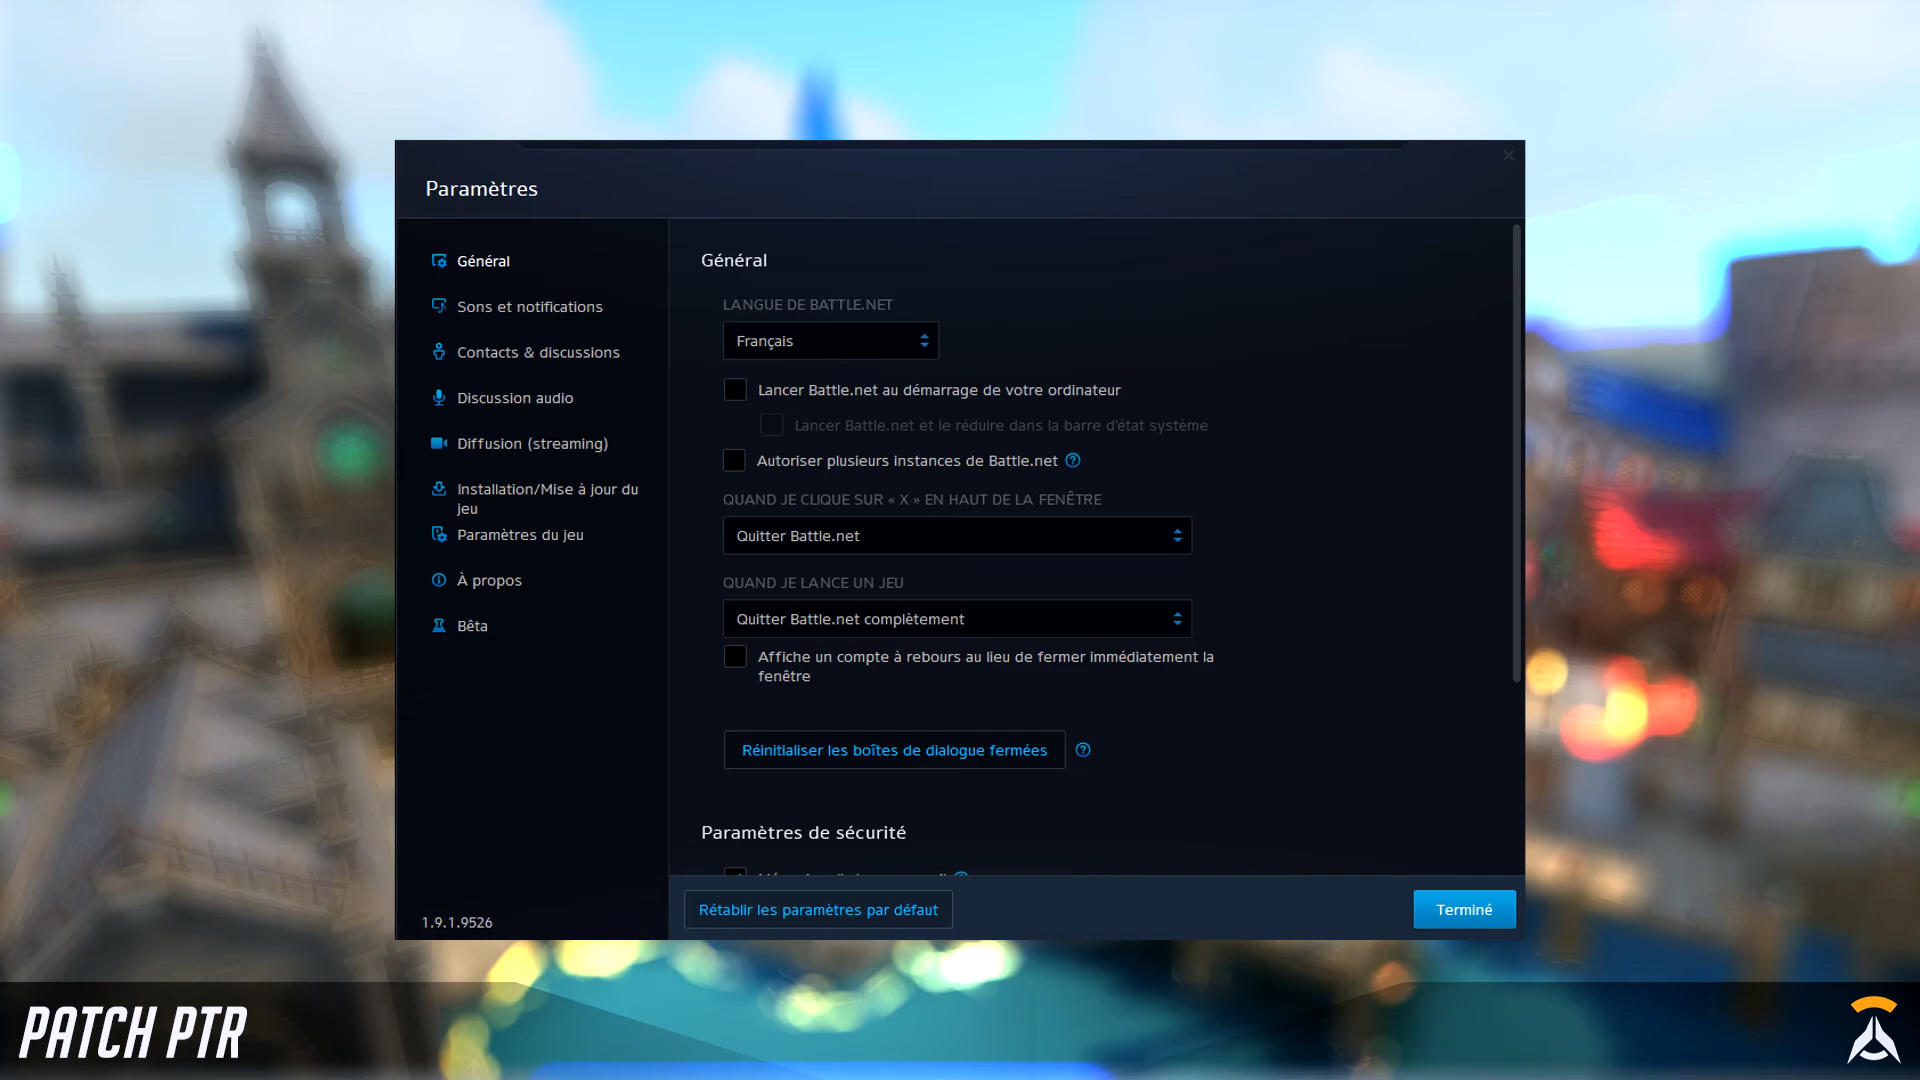 Paramètres
Général
Sons et notifications
Contacts & discussions
Discussion audio
Diffusion (streaming)
Installation/Mise à jour du
jeu
Paramètres du jeu
À propos
Bêta
1.9.1.9526
Général
LANGUE DE BATTLE.NET
Français
Lancer Battle.net au démarrage de votre ordinateur
Lancer Battle.net et le réduire dans la barre d'état système
Autoriser plusieurs instances de Battle.net
QUAND JE CLIQUE SUR « X » EN HAUT DE LA FENÊTRE
Quitter Battle.net
QUAND JE LANCE UN JEU
Quitter Battle.net complètement
Affiche un compte à rebours au lieu de fermer immédiatement la
fenêtre
Réinitialiser les boîtes de dialogue fermées
Paramètres de sécurité
Rétablir les paramètres par défaut
Terminé
PATCH PTR